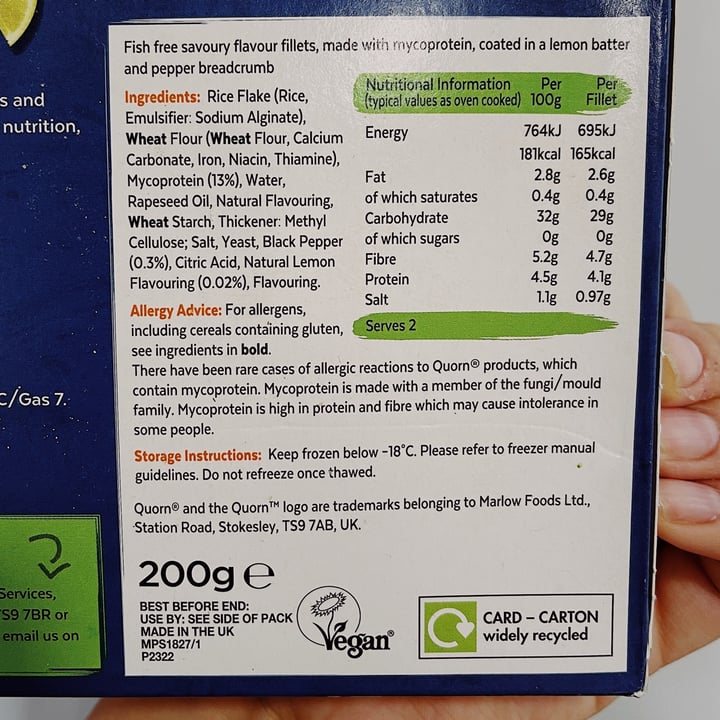 Fish free savoury flavour fillets, made with mycoprotein, coated in a lemon batter
and pepper breadcrumb
Ingredients: Rice Flake (Rice,
Emulsifier: Sodium Alginate),
Wheat Flour (Wheat Flour, Calcium
Carbonate, Iron, Niacin, Thiamine),
Mycoprotein (13%), Water,
Rapeseed Oil, Natural Flavouring,
Wheat Starch, Thickener: Methyl
Cellulose; Salt, Yeast, Black Pepper
(0.3%), Citric Acid, Natural Lemon
Flavouring (0.02%), Flavouring.
Allergy Advice: For allergens,
including cereals containing gluten,
see ingredients in bold.
Nutritional Information Per Per
(typical values as oven cooked) 100g Fillet
Energy 764kJ 695kJ
181kcal 165kcal
Fat 2.8g 2.6g
of which saturates 0.4g 0.4g
Carbohydrate 32g 29g
of which sugars 0g 0g
Fibre 5.2g 4.7g
Protein 4.5g 4.1g
Salt 1.1g 0.97g
Serves 2
There have been rare cases of allergic reactions to Quorn® products, which
contain mycoprotein. Mycoprotein is made with a member of the fungi/mould
family. Mycoprotein is high in protein and fibre which may cause intolerance in
some people.
Storage Instructions: Keep frozen below -18°C. Please refer to freezer manual
guidelines. Do not refreeze once thawed.
Quorn® and the Quorn™ logo are trademarks belonging to Marlow Foods Ltd.,
Station Road, Stokesley, TS9 7AB, UK.
200g e
BEST BEFORE END:
USE BY: SEE SIDE OF PACK
MADE IN THE UK
MPS1827/1
P2322
Vegan®
CARD – CARTON
widely recycled
s and
nutrition,
C/Gas 7.
Services,
TS9 7BR or
email us on